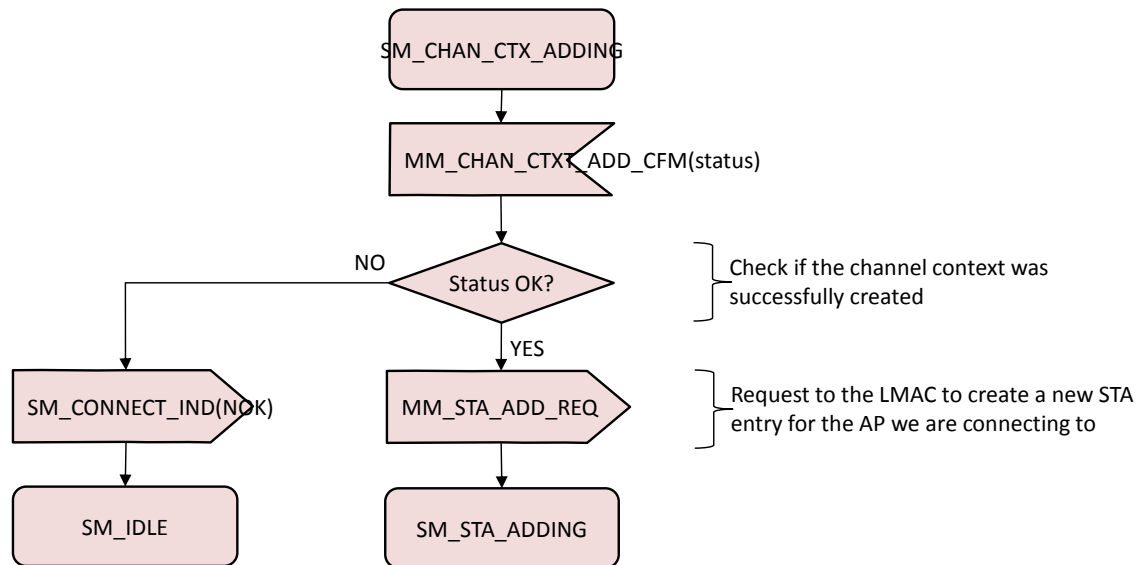 SM_CHAN_CTX_ADDING
MM_CHAN_CTXT_ADD_CFM(status)
NO
Status OK?
Check if the channel context was
successfully created
YES
SM_CONNECT_IND(NOK)
MM_STA_ADD_REQ
Request to the LMAC to create a new STA
entry for the AP we are connecting to
SM_IDLE
SM_STA_ADDING